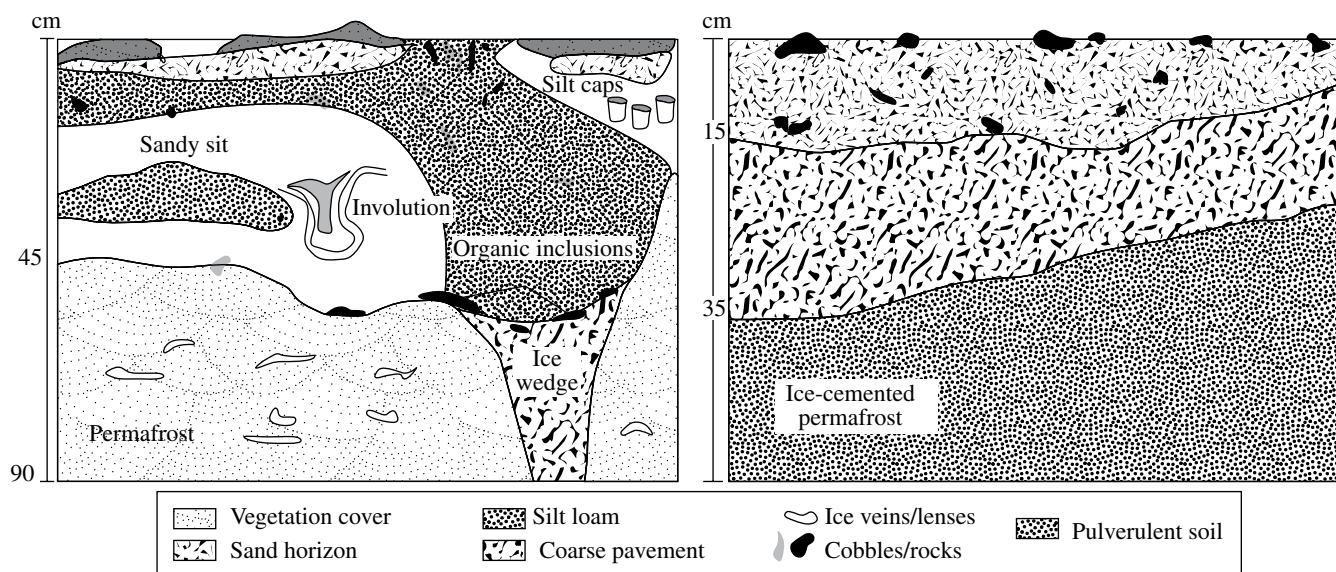 cm
Silt caps
Sandy sit
Involution
Organic inclusions
45
Ice
wedge
Permafrost
90
cm
15
35
Ice-cemented
permafrost
Vegetation cover
Silt loam
Ice veins/lenses
Pulverulent soil
Sand horizon
Coarse pavement
Cobbles/rocks